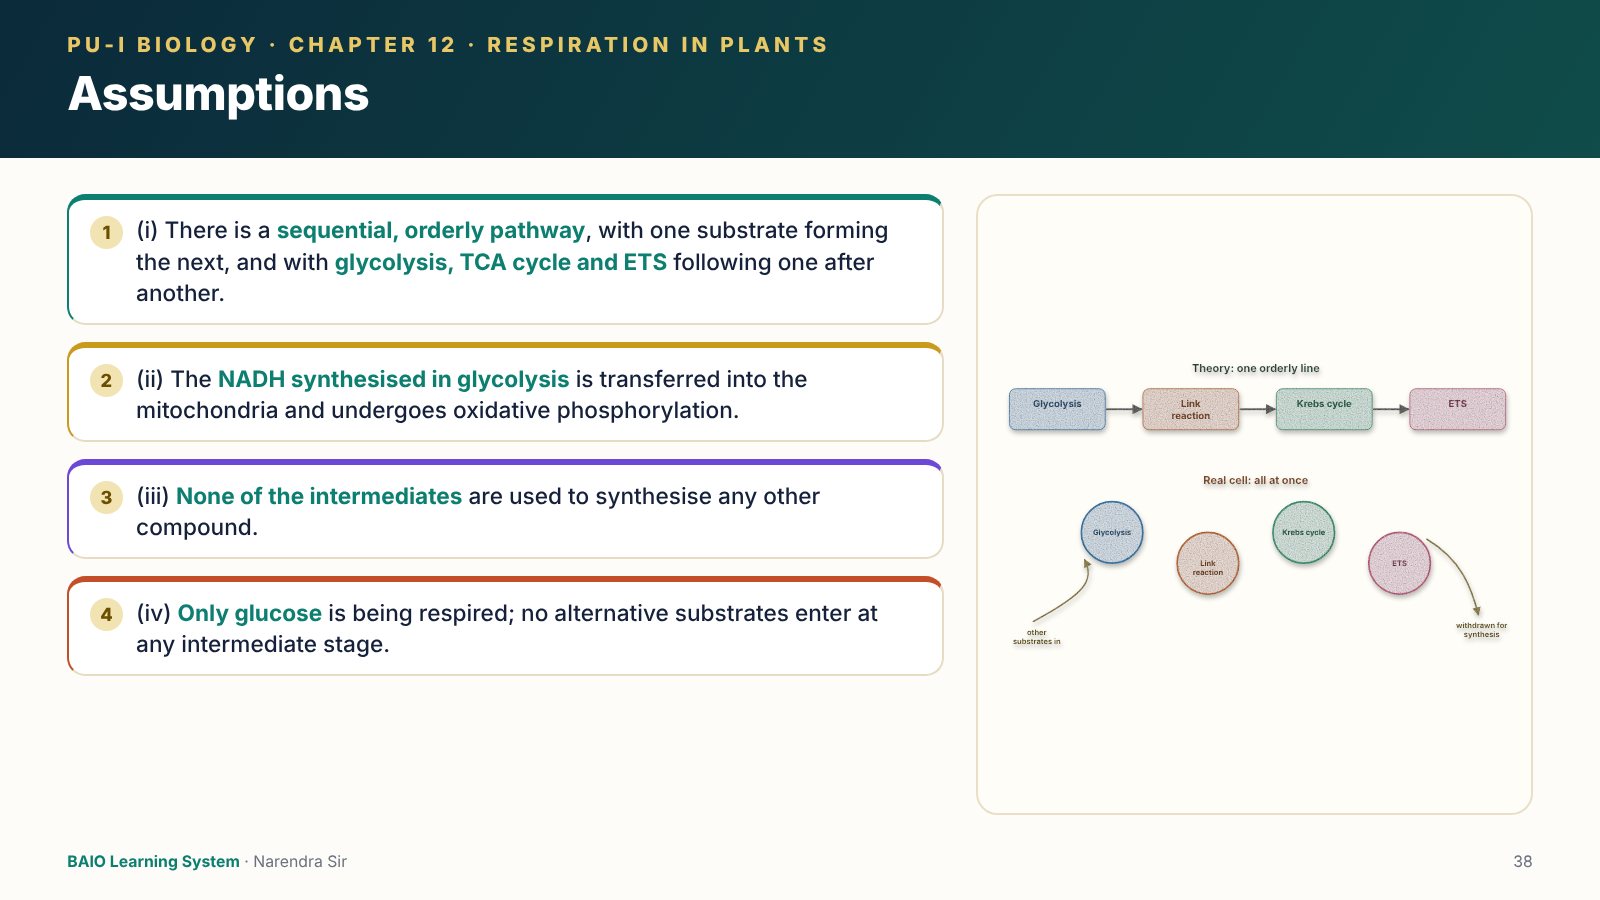 PU-I BIOLOGY · CHAPTER 12 · RESPIRATION IN PLANTS
Assumptions
1
(i) There is a sequential, orderly pathway, with one substrate forming
the next, and with glycolysis, TCA cycle and ETS following one after
another.
2
(ii) The NADH synthesised in glycolysis is transferred into the
mitochondria and undergoes oxidative phosphorylation.
3
(iii) None of the intermediates are used to synthesise any other
compound.
4
(iv) Only glucose is being respired; no alternative substrates enter at
any intermediate stage.
Theory: one orderly line
Glycolysis
Link
reaction
Krebs cycle
ETS
Real cell: all at once
Glycolysis
Link
reaction
Krebs cycle
ETS
other
substrates in
withdrawn for
synthesis
BAIO Learning System · Narendra Sir
38